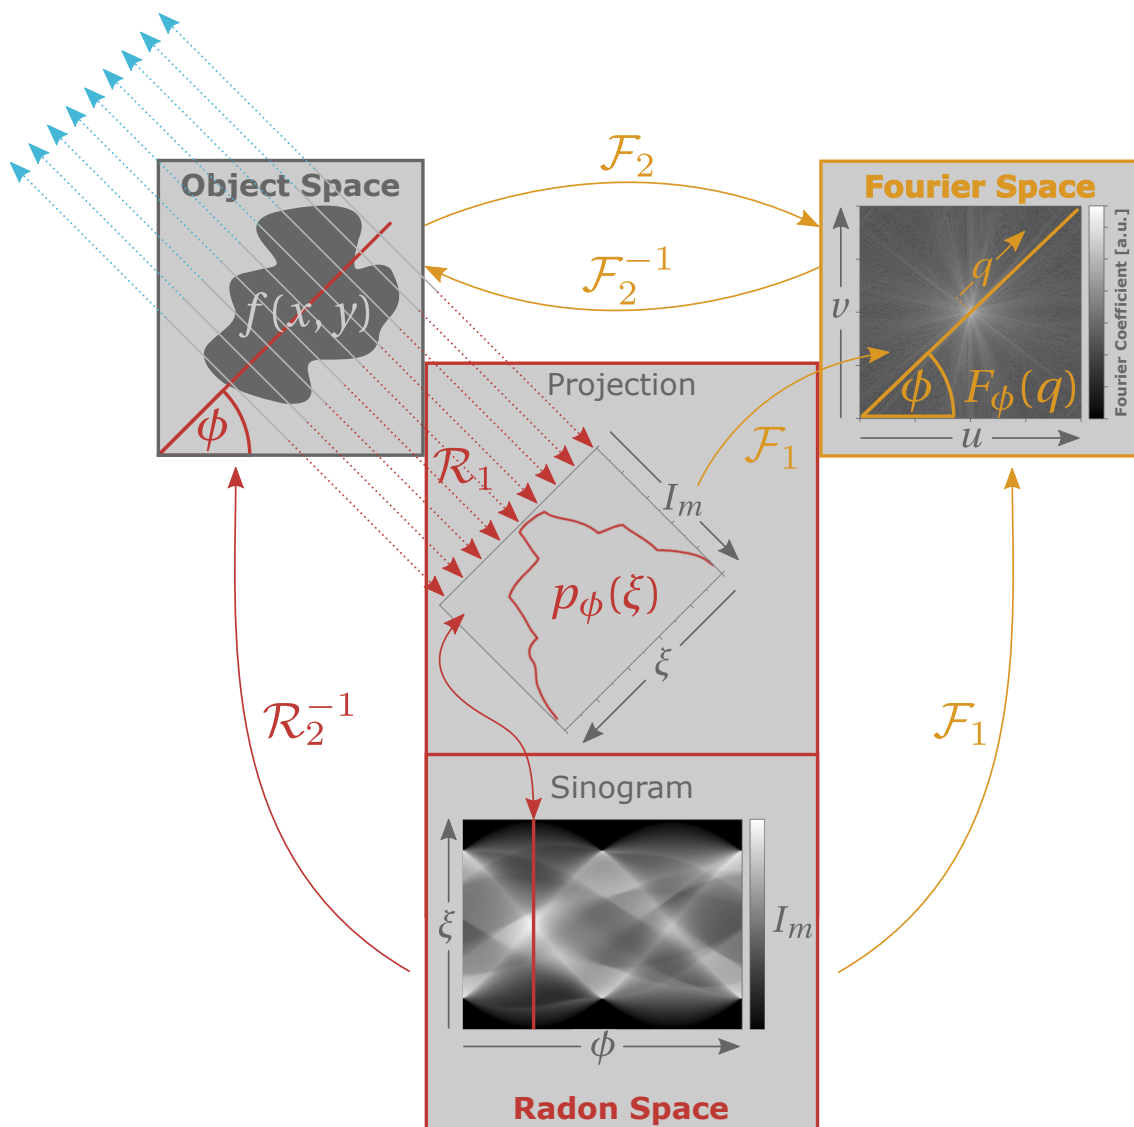 Object Space
f(x, y)
ϕ
ℱ₂
ℱ₂⁻¹
Fourier Space
v
q
ϕ
F_ϕ(q)
u
Fourier Coefficient [a.u.]
Projection
ℛ₁
I_m
ℱ₁
p_ϕ(ξ)
ξ
ℛ₂⁻¹
ℱ₁
Sinogram
ξ
I_m
ϕ
Radon Space